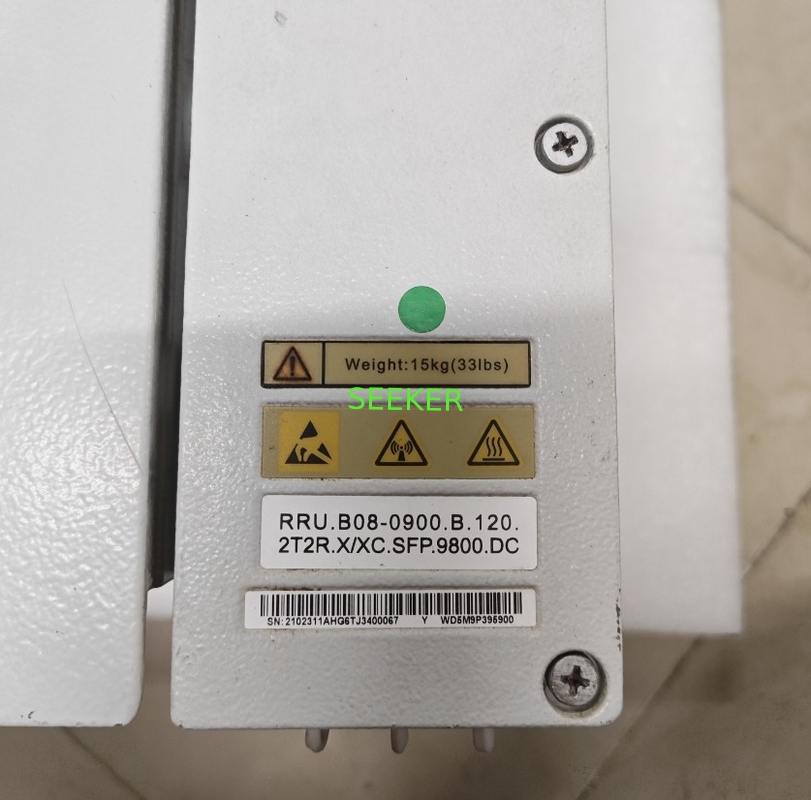 Weight:15kg(33lbs)
SEEKER
RRU.B08-0900.B.120.
2T2R.X/XC.SFP.9800.DC
SN:2102311AHG6TJ3400067 Y WD5M9P395900